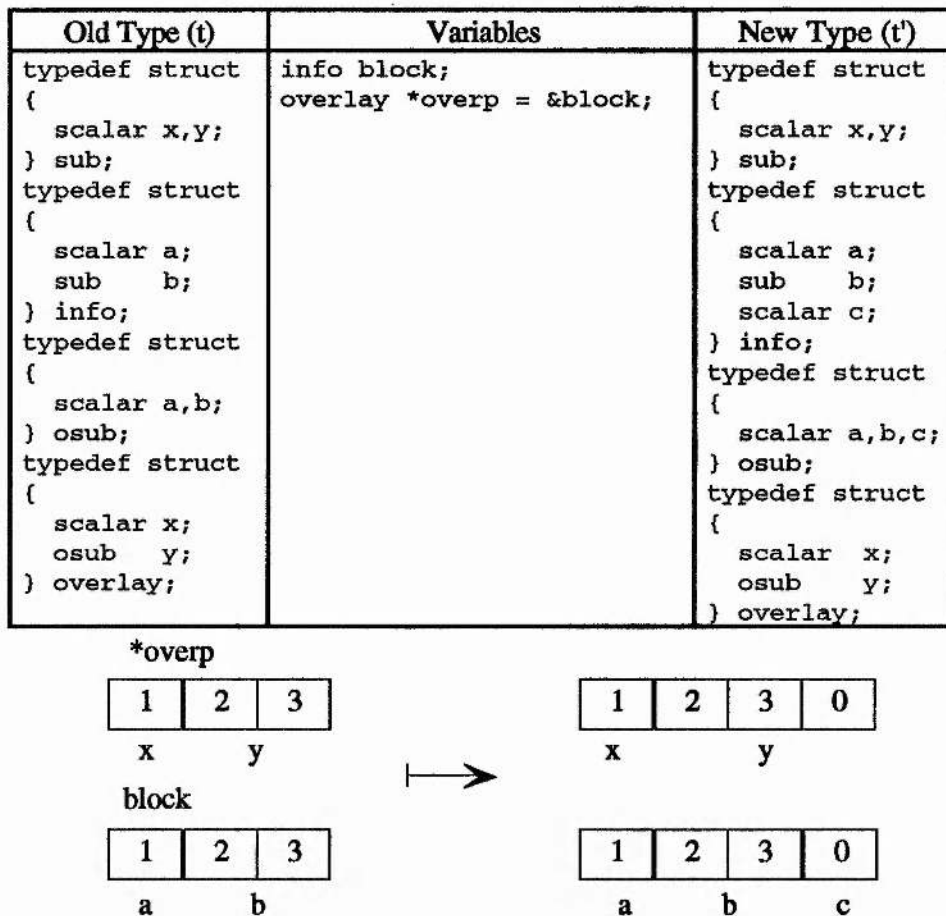 Old Type (t) Variables New Type (t')
typedef struct
{
  scalar x,y;
} sub;
typedef struct
{
  scalar a;
  sub    b;
} info;
typedef struct
{
  scalar a,b;
} osub;
typedef struct
{
  scalar x;
  osub   y;
} overlay;
info block;
overlay *overp = &block;
typedef struct
{
  scalar x,y;
} sub;
typedef struct
{
  scalar a;
  sub    b;
  scalar c;
} info;
typedef struct
{
  scalar a,b,c;
} osub;
typedef struct
{
  scalar  x;
  osub    y;
} overlay;
*overp
1 2 3
x y
1 2 3 0
x y
block
1 2 3
a b
1 2 3 0
a b c